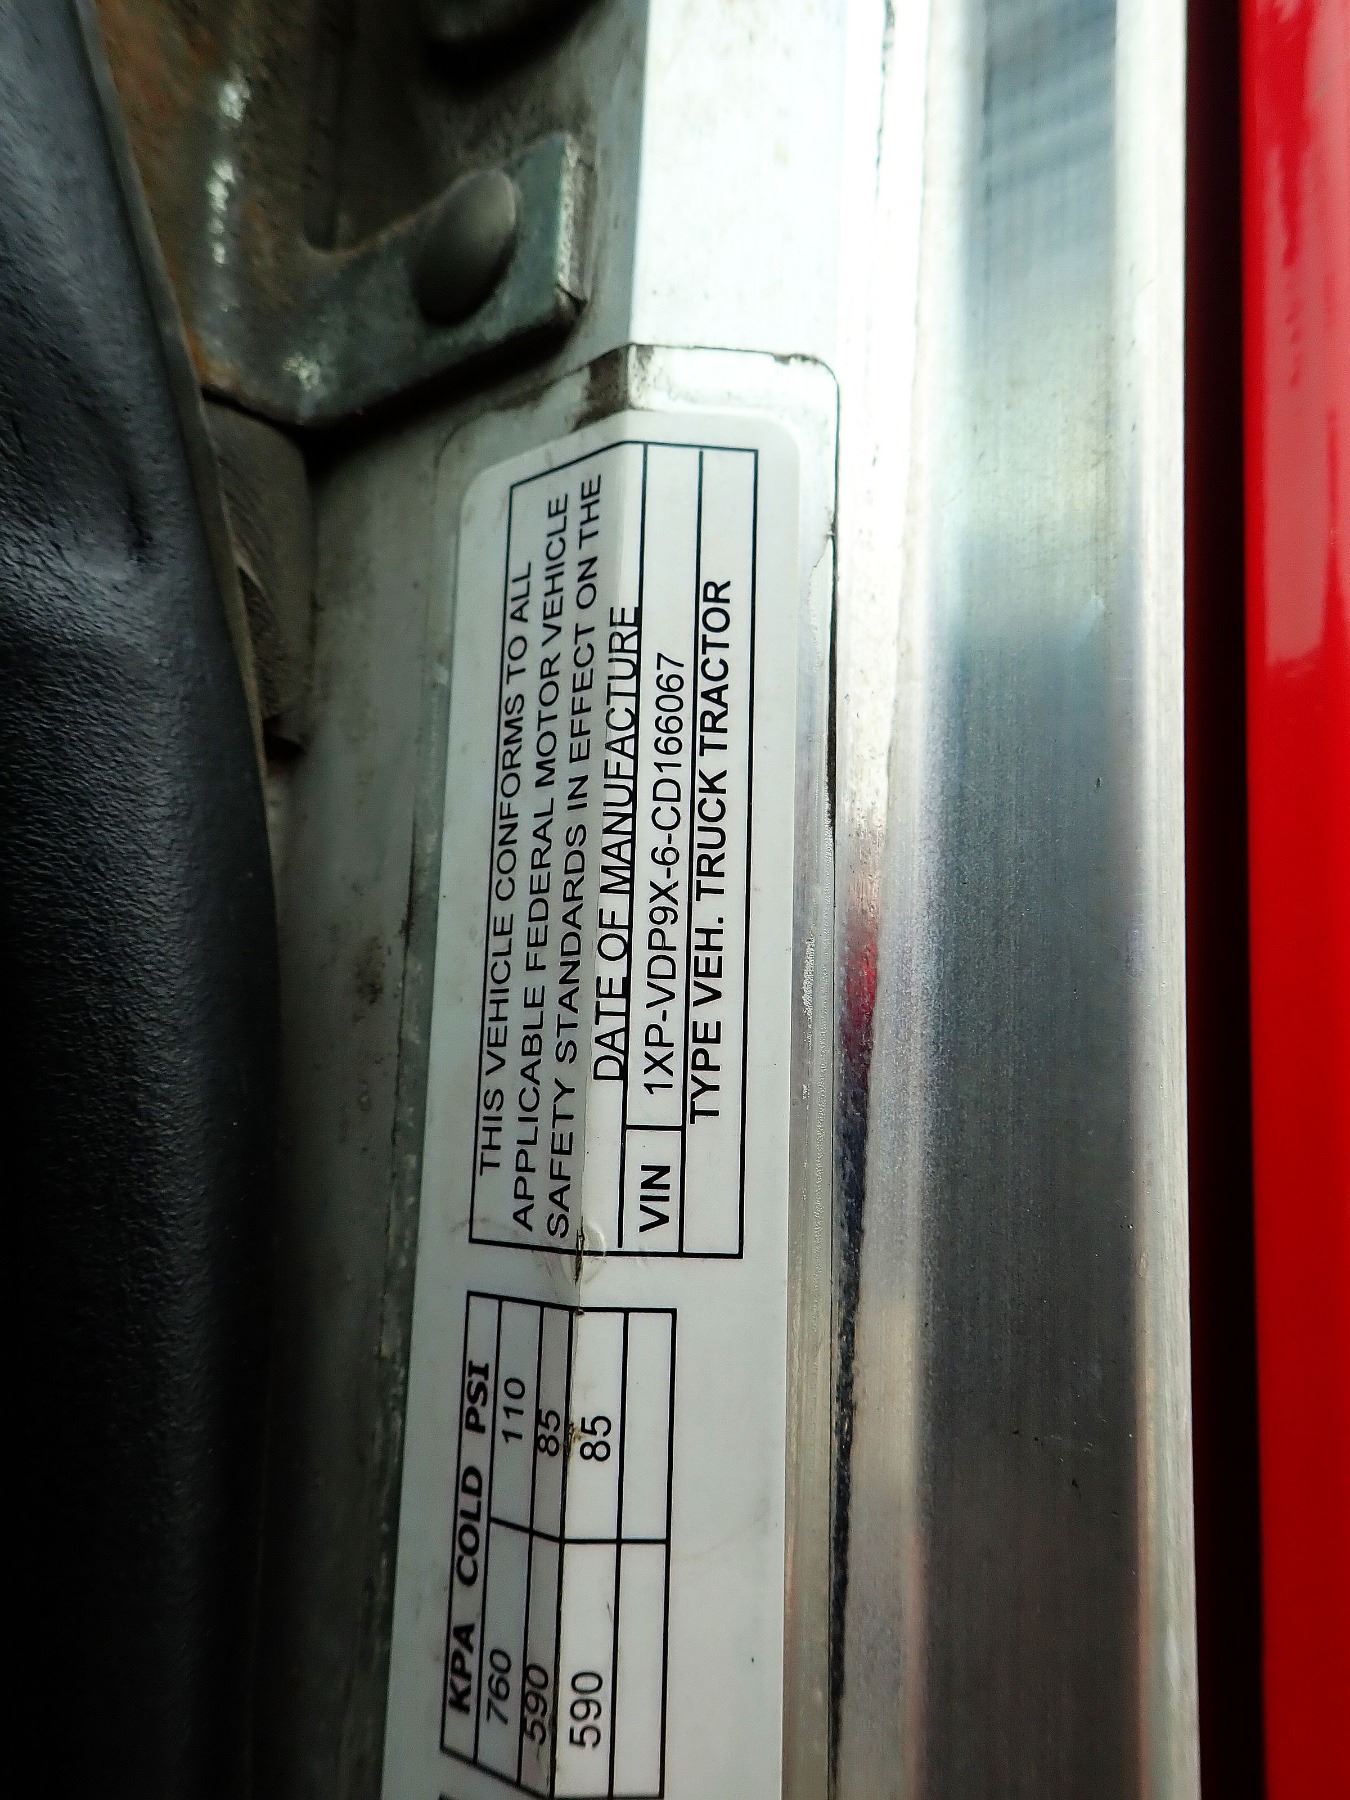 KPA COLD PSI
760 110
590 85
590 85
THIS VEHICLE CONFORMS TO ALL
APPLICABLE FEDERAL MOTOR VEHICLE
SAFETY STANDARDS IN EFFECT ON THE
DATE OF MANUFACTURE
VIN 1XP-VDP9X-6-CD166067
TYPE VEH. TRUCK TRACTOR